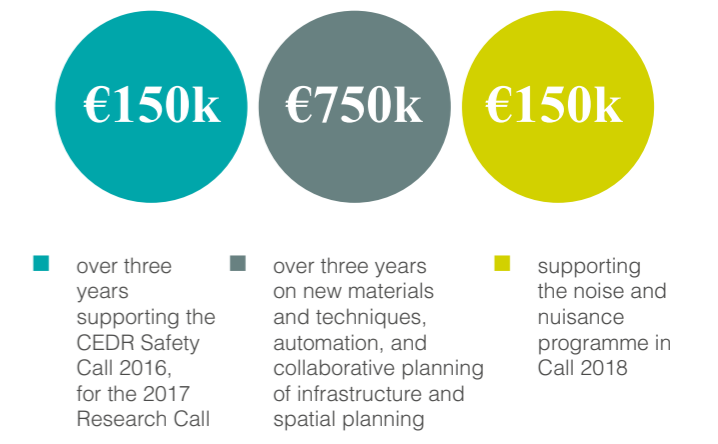 €150k
€750k
€150k
over three
years
supporting the
CEDR Safety
Call 2016,
for the 2017
Research Call
over three years
on new materials
and techniques,
automation, and
collaborative planning
of infrastructure and
spatial planning
supporting
the noise and
nuisance
programme in
Call 2018